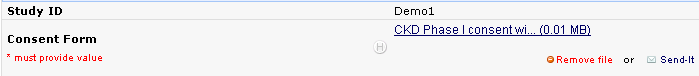 Study ID Demo1
Consent Form CKD Phase I consent wi... (0.01 MB)
H
* must provide value Remove file or Send-It